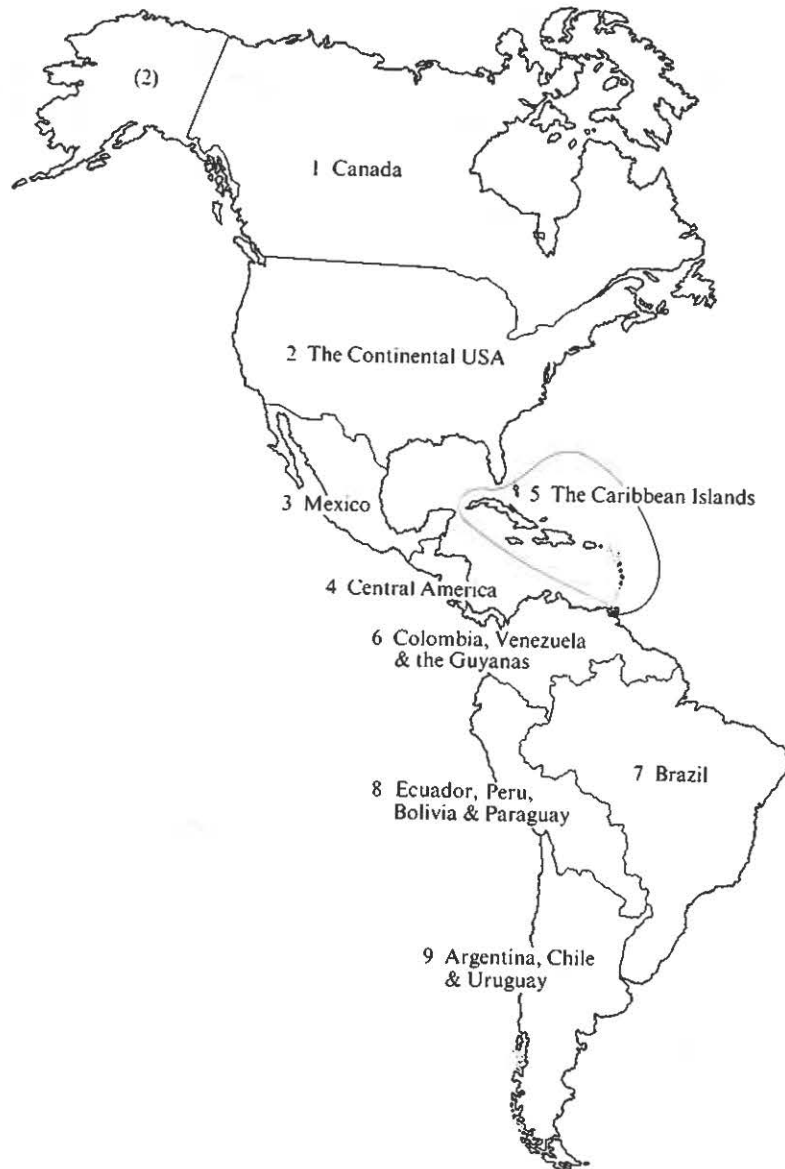 (2)
1 Canada
2 The Continental USA
3 Mexico
5 The Caribbean Islands
4 Central America
6 Colombia, Venezuela
& the Guyanas
7 Brazil
8 Ecuador, Peru,
Bolivia & Paraguay
9 Argentina, Chile
& Uruguay